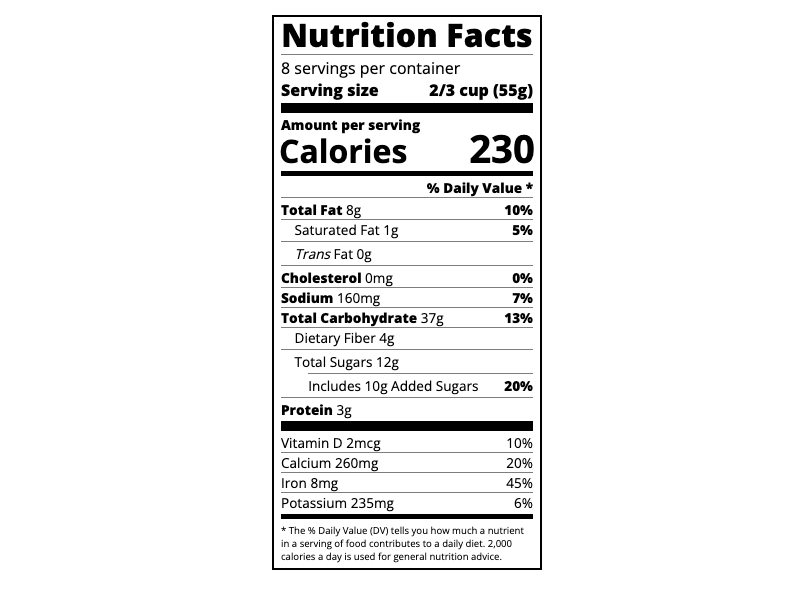 Nutrition Facts
8 servings per container
Serving size 2/3 cup (55g)
Amount per serving
Calories 230
% Daily Value *
Total Fat 8g 10%
Saturated Fat 1g 5%
Trans Fat 0g
Cholesterol 0mg 0%
Sodium 160mg 7%
Total Carbohydrate 37g 13%
Dietary Fiber 4g
Total Sugars 12g
Includes 10g Added Sugars 20%
Protein 3g
Vitamin D 2mcg 10%
Calcium 260mg 20%
Iron 8mg 45%
Potassium 235mg 6%
* The % Daily Value (DV) tells you how much a nutrient
in a serving of food contributes to a daily diet. 2,000
calories a day is used for general nutrition advice.